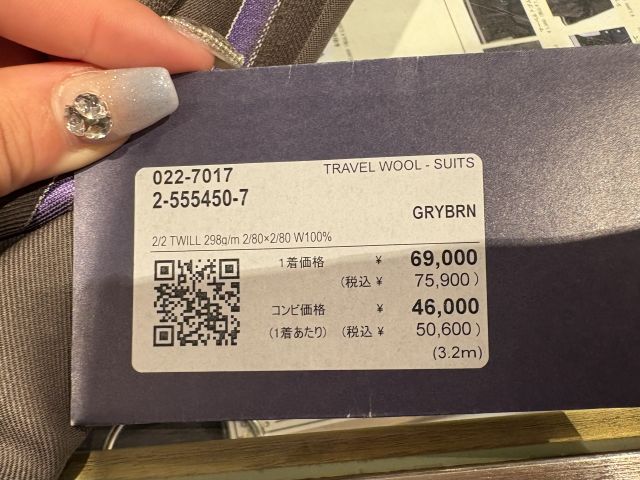 022-7017
TRAVEL WOOL - SUITS
2-555450-7
GRYBRN
2/2 TWILL 298g/m 2/80×2/80 W100%
1着価格 ¥ 69,000
(税込 ¥ 75,900 )
コンビ価格 ¥ 46,000
(1着あたり) (税込 ¥ 50,600 )
(3.2m)